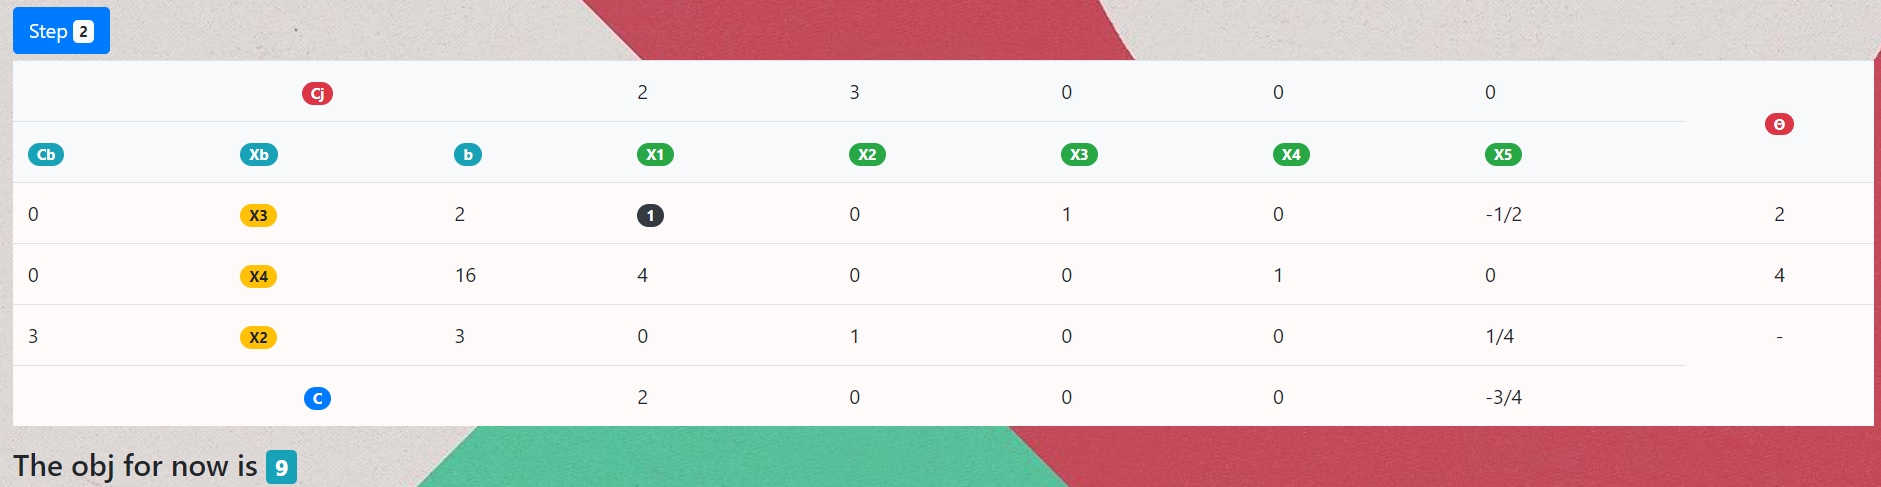 Step 2
Cj 2 3 0 0 0 Θ
Cb Xb b X1 X2 X3 X4 X5
0 X3 2 1 0 1 0 -1/2 2
0 X4 16 4 0 0 1 0 4
3 X2 3 0 1 0 0 1/4 -
C 2 0 0 0 -3/4
The obj for now is 9